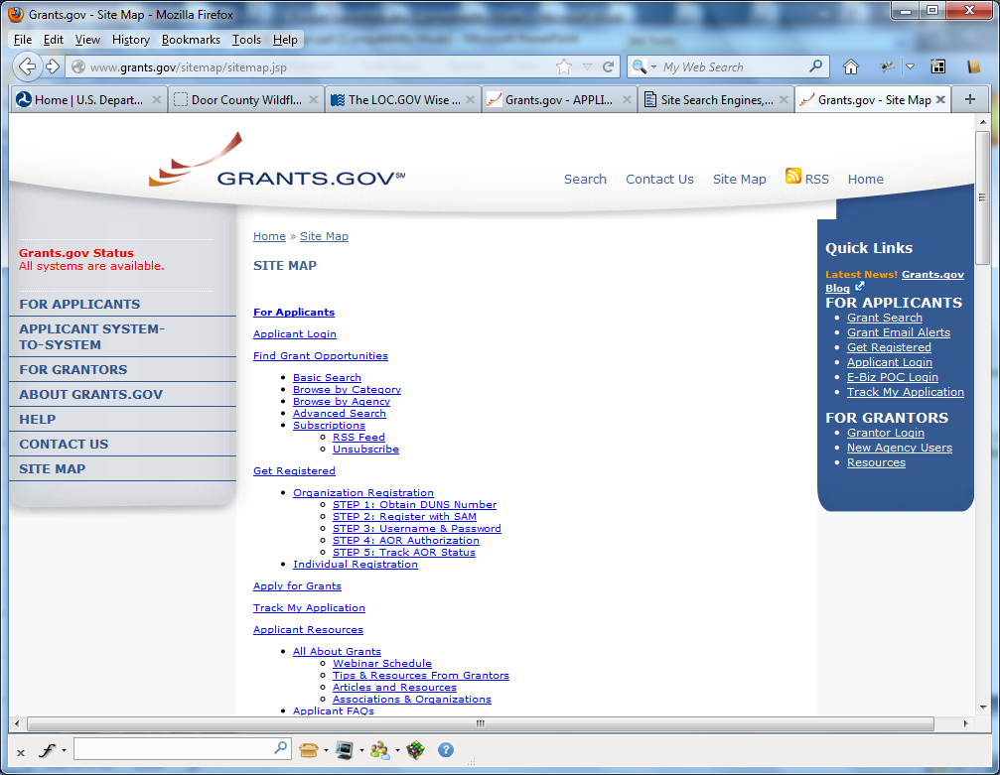 Grants.gov - Site Map - Mozilla Firefox
File Edit View History Bookmarks Tools Help
www.grants.gov/sitemap/sitemap.jsp
My Web Search
Home | U.S. Depart...
Door County Wildfl...
The LOC.GOV Wise ...
Grants.gov - APPLI...
Site Search Engines,...
Grants.gov - Site Map
GRANTS.GOV SM
Search Contact Us Site Map RSS Home
Grants.gov Status
All systems are available.
FOR APPLICANTS
APPLICANT SYSTEM-
TO-SYSTEM
FOR GRANTORS
ABOUT GRANTS.GOV
HELP
CONTACT US
SITE MAP
Home » Site Map
SITE MAP
For Applicants
Applicant Login
Find Grant Opportunities
Basic Search
Browse by Category
Browse by Agency
Advanced Search
Subscriptions
RSS Feed
Unsubscribe
Get Registered
Organization Registration
STEP 1: Obtain DUNS Number
STEP 2: Register with SAM
STEP 3: Username & Password
STEP 4: AOR Authorization
STEP 5: Track AOR Status
Individual Registration
Apply for Grants
Track My Application
Applicant Resources
All About Grants
Webinar Schedule
Tips & Resources From Grantors
Articles and Resources
Associations & Organizations
Applicant FAQs
Quick Links
Latest News! Grants.gov
Blog
FOR APPLICANTS
Grant Search
Grant Email Alerts
Get Registered
Applicant Login
E-Biz POC Login
Track My Application
FOR GRANTORS
Grantor Login
New Agency Users
Resources